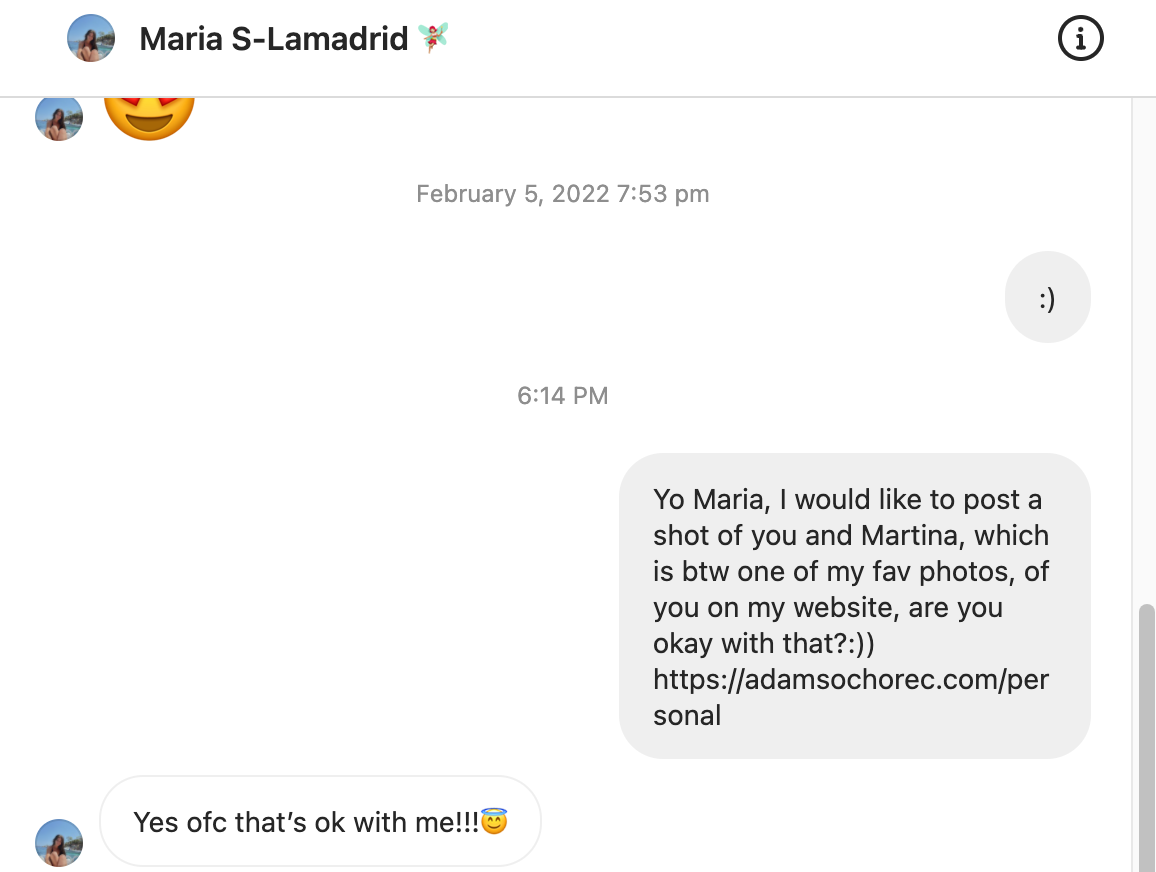 Maria S-Lamadrid 🧚🏻‍♀️
😍
February 5, 2022 7:53 pm
:)
6:14 PM
Yo Maria, I would like to post a
shot of you and Martina, which
is btw one of my fav photos, of
you on my website, are you
okay with that?:))
https://adamsochorec.com/per
sonal
Yes ofc that’s ok with me!!!😇